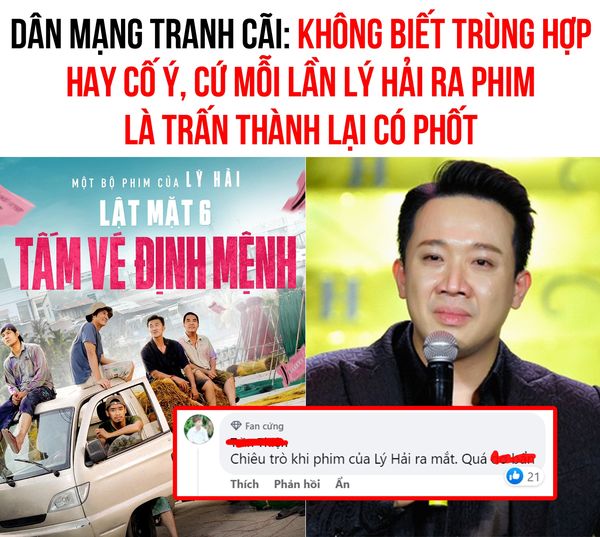 DÂN MẠNG TRANH CÃI: KHÔNG BIẾT TRÙNG HỢP
HAY CỐ Ý, CỨ MỖI LẦN LÝ HẢI RA PHIM
LÀ TRẤN THÀNH LẠI CÓ PHỐT
MỘT BỘ PHIM CỦA LÝ HẢI
LẬT MẶT 6
TẤM VÉ ĐỊNH MỆNH
Fan cứng
Chiêu trò khi phim của Lý Hải ra mắt. Quá
21
Thích Phản hồi Ẩn